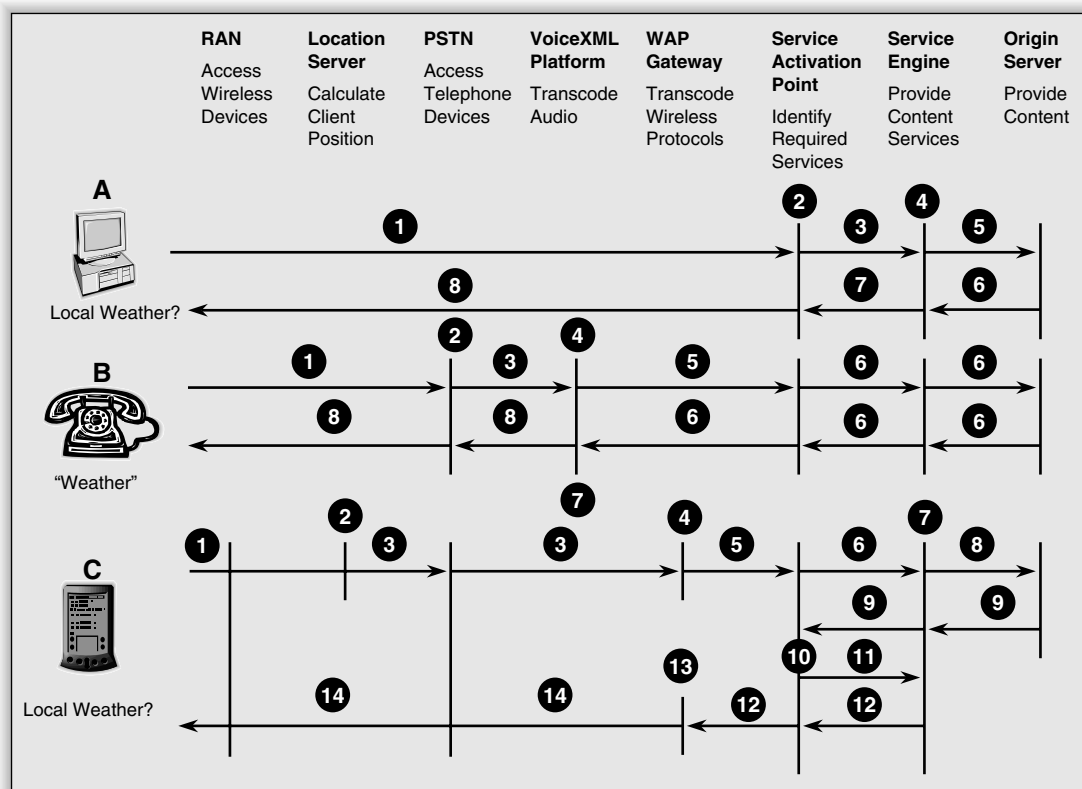 RAN
Access
Wireless
Devices
Location
Server
Calculate
Client
Position
PSTN
Access
Telephone
Devices
VoiceXML
Platform
Transcode
Audio
WAP
Gateway
Transcode
Wireless
Protocols
Service
Activation
Point
Identify
Required
Services
Service
Engine
Provide
Content
Services
Origin
Server
Provide
Content
A
2 4
1 3 5
8 7 6
Local Weather?
2 4
B
1 3 5 6 6
8 8 6 6 6
“Weather”
7
2 4 7
1 3 3 5 6 8
C
9 9
13 10 11
14 14 12 12
Local Weather?